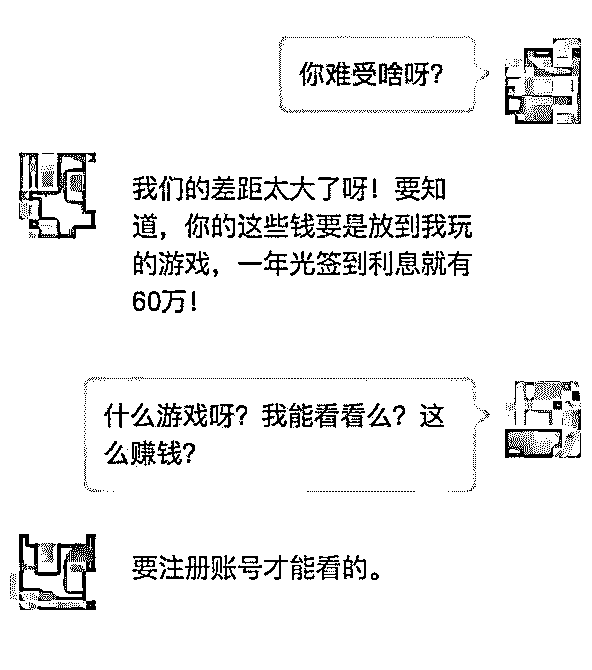 你难受啥呀？
我们的差距太大了呀！要知
道，你的这些钱要是放到我玩
的游戏，一年光签到利息就有
60万！
什么游戏呀？我能看看么？这
么赚钱？
要注册账号才能看的。